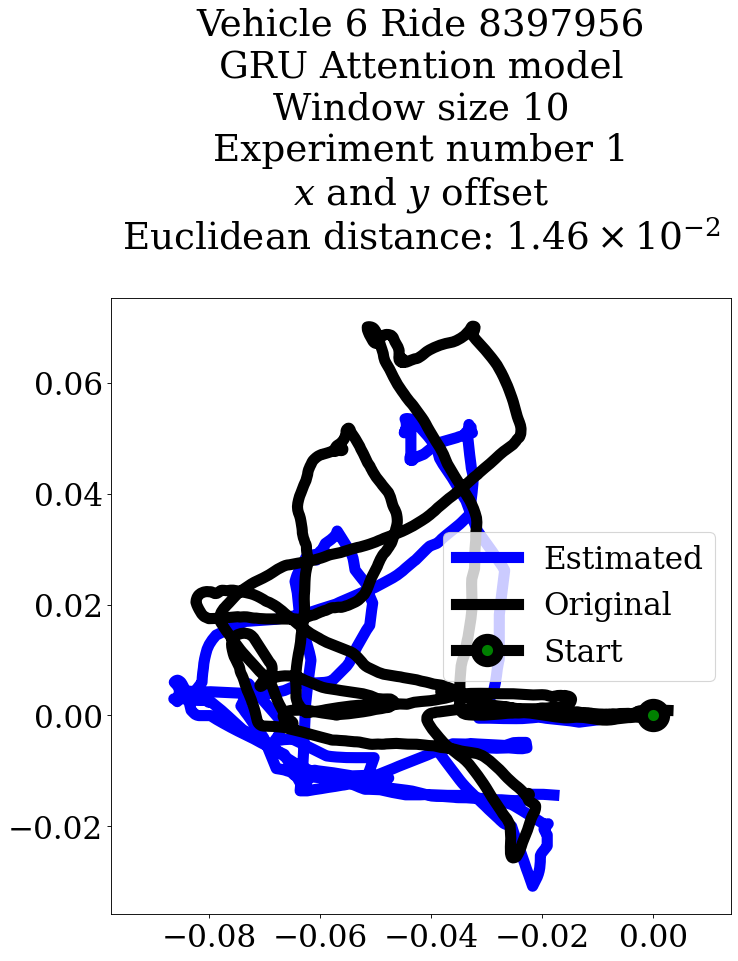 Vehicle 6 Ride 8397956
GRU Attention model
Window size 10
Experiment number 1
x and y offset
Euclidean distance: 1.46 × 10⁻²
0.06
0.04
0.02
0.00
−0.02
Estimated
Original
Start
−0.08 −0.06 −0.04 −0.02 0.00